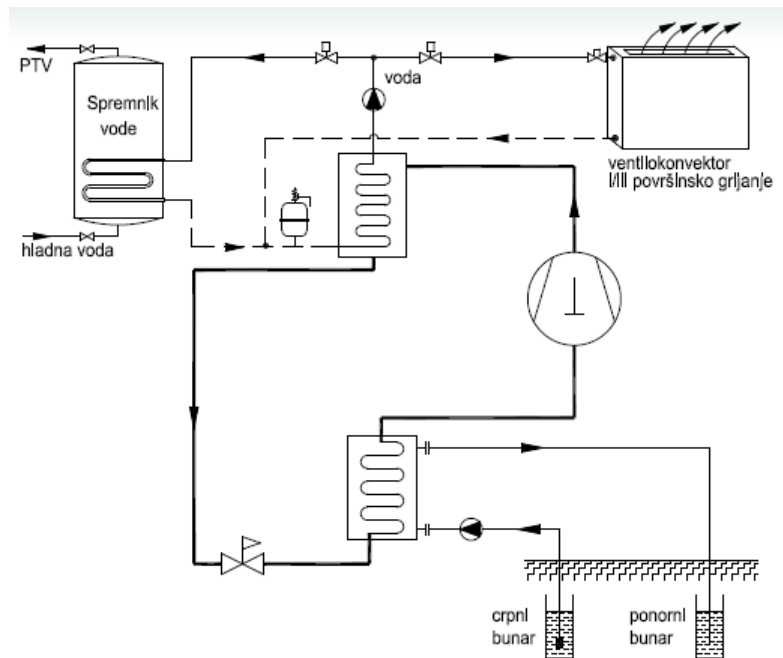 PTV
Spremnik
vode
voda
ventilokonvektor
i/ili površinsko grijanje
hladna voda
crpni
bunar
ponorni
bunar